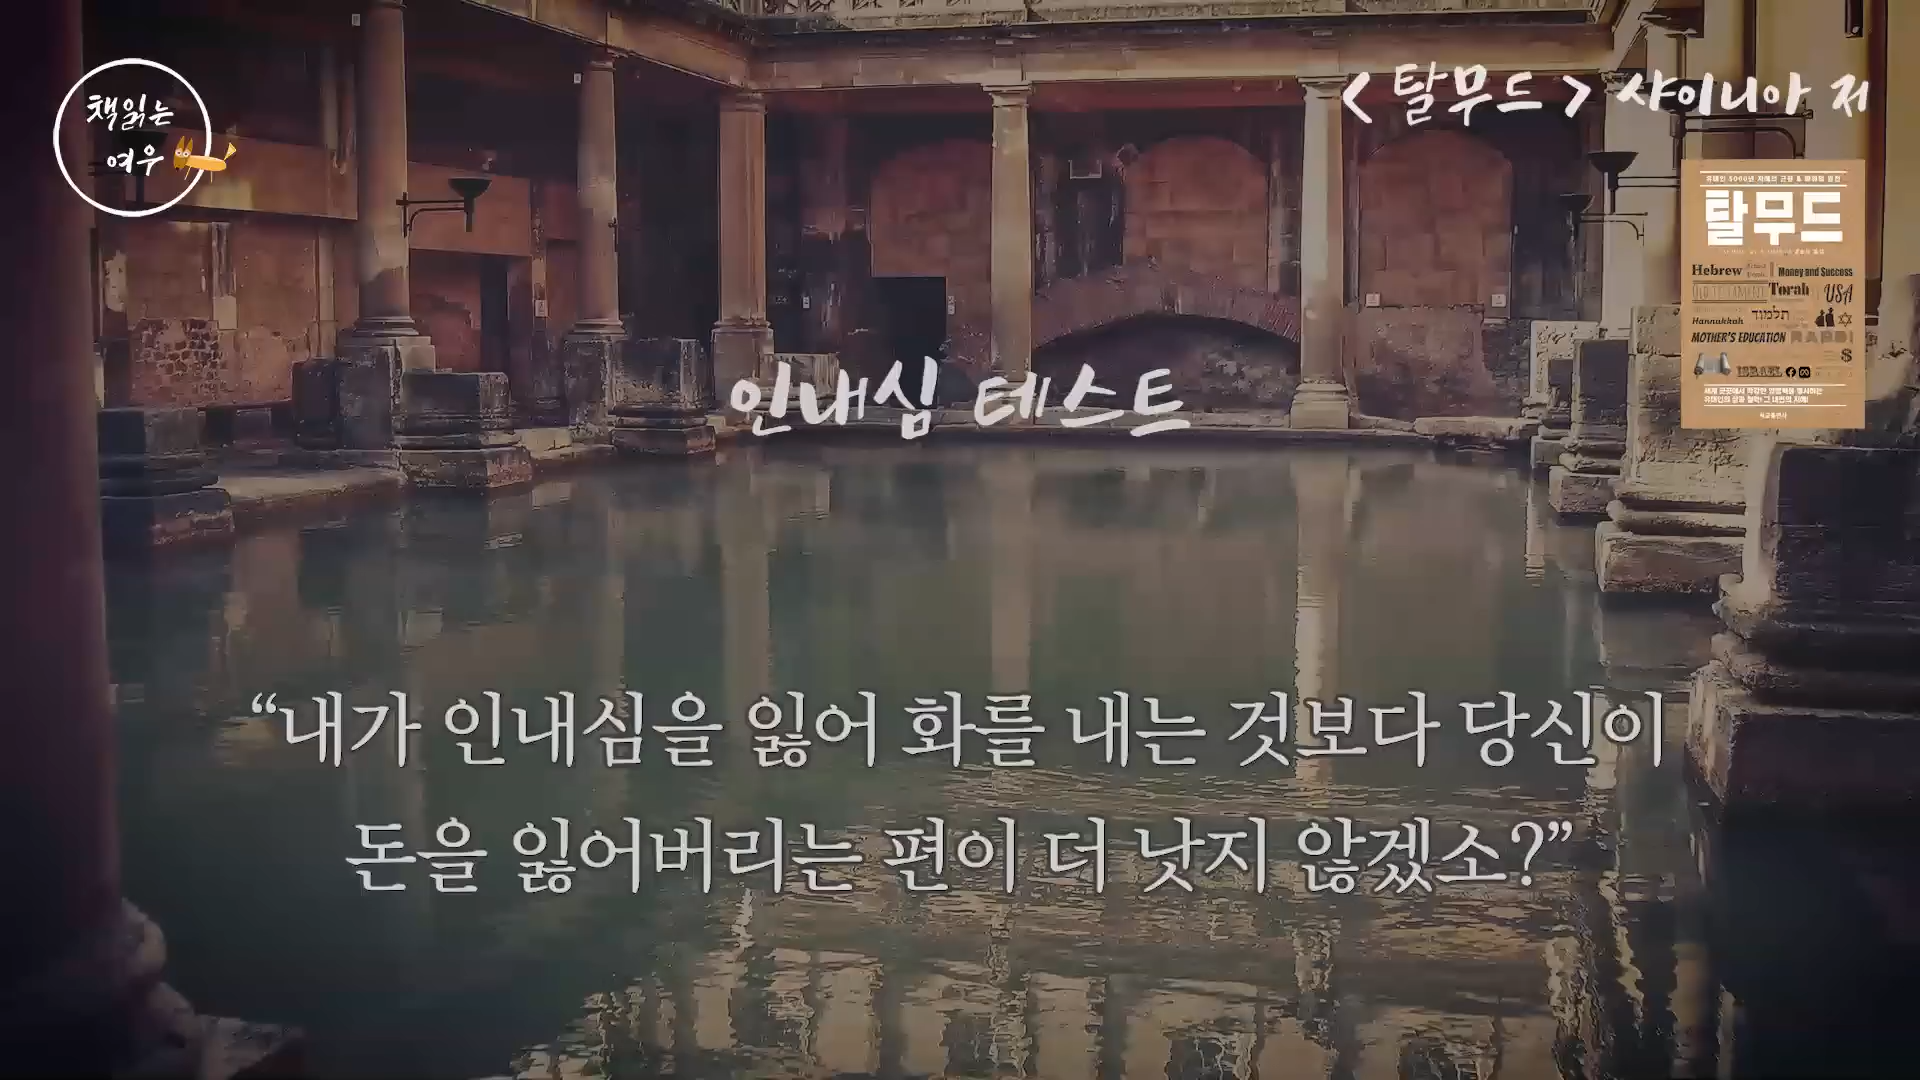 책읽는
여우
<탈무드> 샤이니아 저
탈무드
Hebrew
Money and Success
Torah
USA
Hannukkah
תלמוד
MOTHER'S EDUCATION
RABBI
$
ISRAEL
인내심 테스트
“내가 인내심을 잃어 화를 내는 것보다 당신이
돈을 잃어버리는 편이 더 낫지 않겠소?”